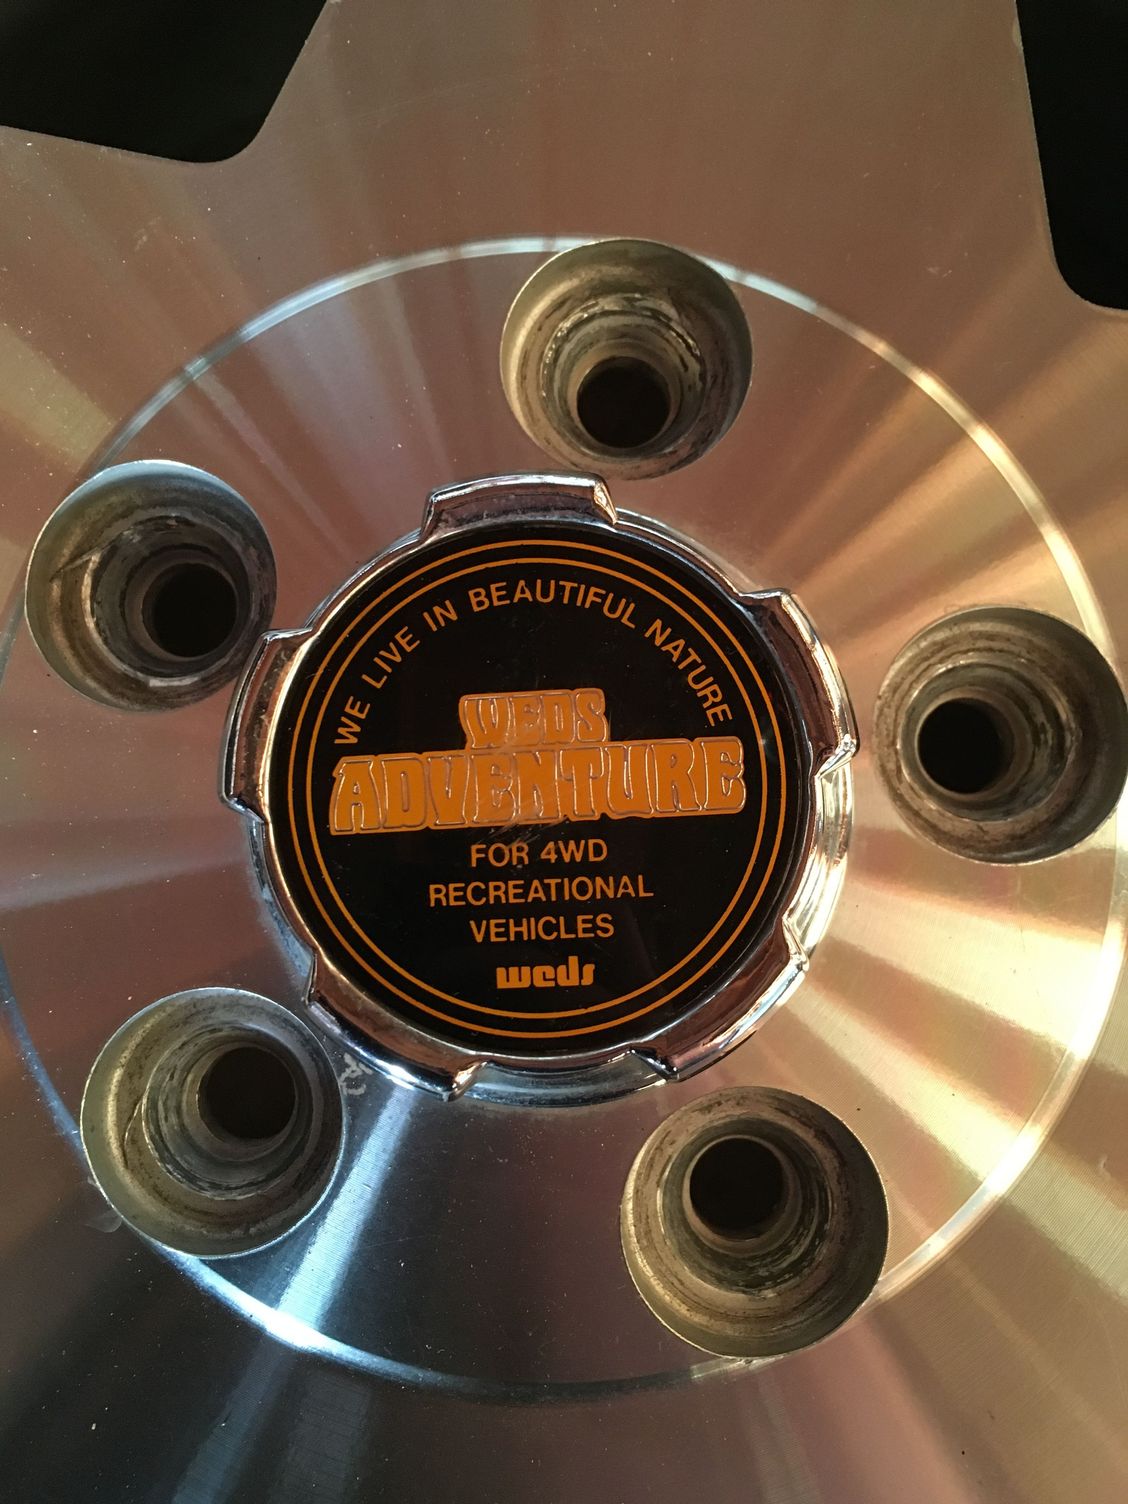 WE LIVE IN BEAUTIFUL NATURE
WEDS
ADVENTURE
FOR 4WD
RECREATIONAL
VEHICLES
weds